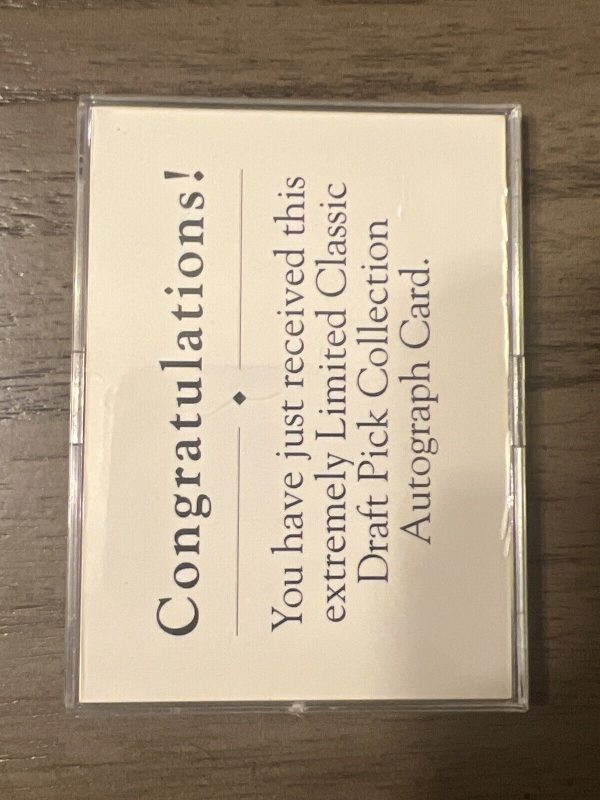 Congratulations!
You have just received this
extremely Limited Classic
Draft Pick Collection
Autograph Card.